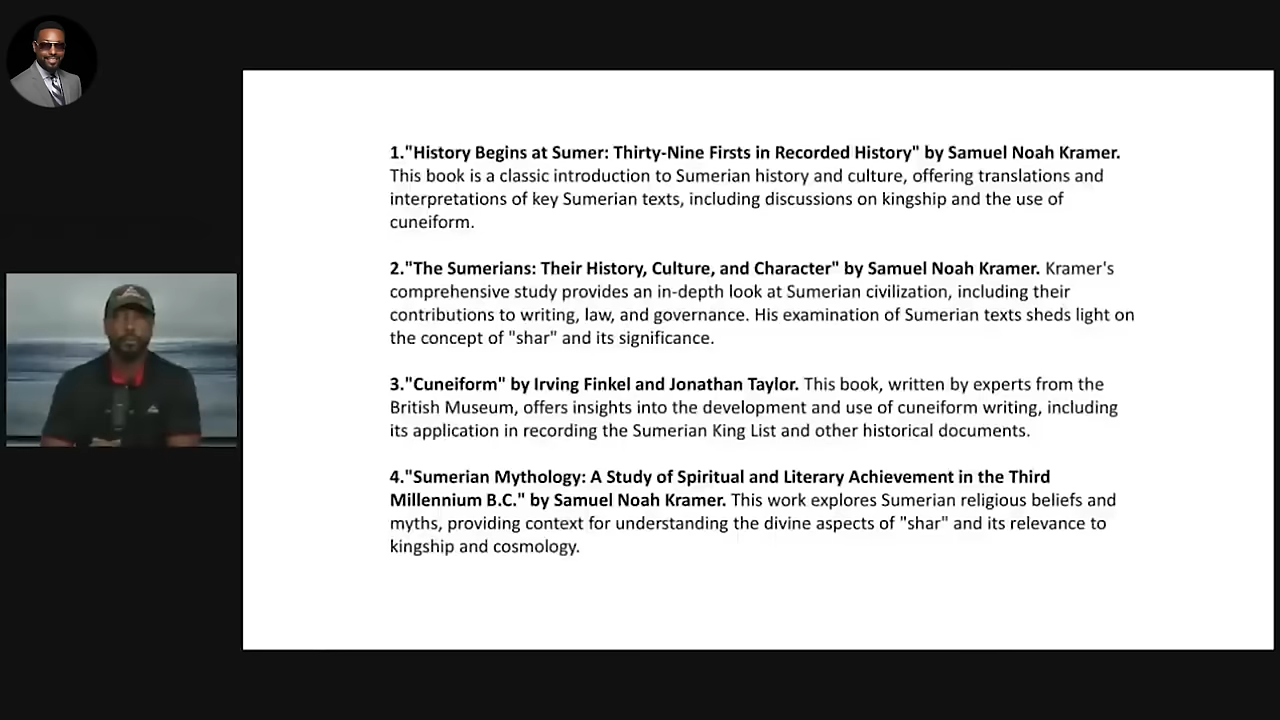 1."History Begins at Sumer: Thirty-Nine Firsts in Recorded History" by Samuel Noah Kramer.
This book is a classic introduction to Sumerian history and culture, offering translations and
interpretations of key Sumerian texts, including discussions on kingship and the use of
cuneiform.
2."The Sumerians: Their History, Culture, and Character" by Samuel Noah Kramer. Kramer's
comprehensive study provides an in-depth look at Sumerian civilization, including their
contributions to writing, law, and governance. His examination of Sumerian texts sheds light on
the concept of "shar" and its significance.
3."Cuneiform" by Irving Finkel and Jonathan Taylor. This book, written by experts from the
British Museum, offers insights into the development and use of cuneiform writing, including
its application in recording the Sumerian King List and other historical documents.
4."Sumerian Mythology: A Study of Spiritual and Literary Achievement in the Third
Millennium B.C." by Samuel Noah Kramer. This work explores Sumerian religious beliefs and
myths, providing context for understanding the divine aspects of "shar" and its relevance to
kingship and cosmology.